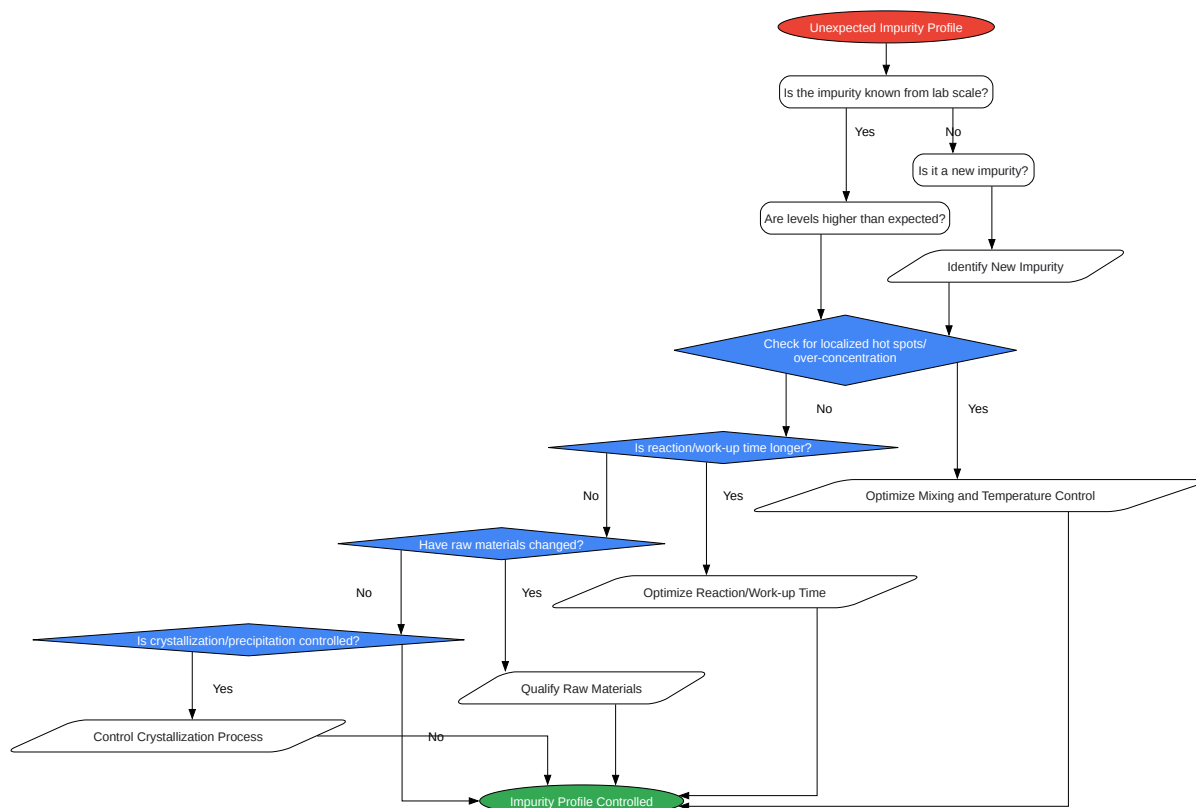 Unexpected Impurity Profile
Is the impurity known from lab scale?
Yes
No
Is it a new impurity?
Are levels higher than expected?
Identify New Impurity
Check for localized hot spots/
over-concentration
No
Yes
Is reaction/work-up time longer?
No
Yes
Optimize Mixing and Temperature Control
Have raw materials changed?
No
Yes
Optimize Reaction/Work-up Time
Is crystallization/precipitation controlled?
Yes
Qualify Raw Materials
Control Crystallization Process
No
Impurity Profile Controlled